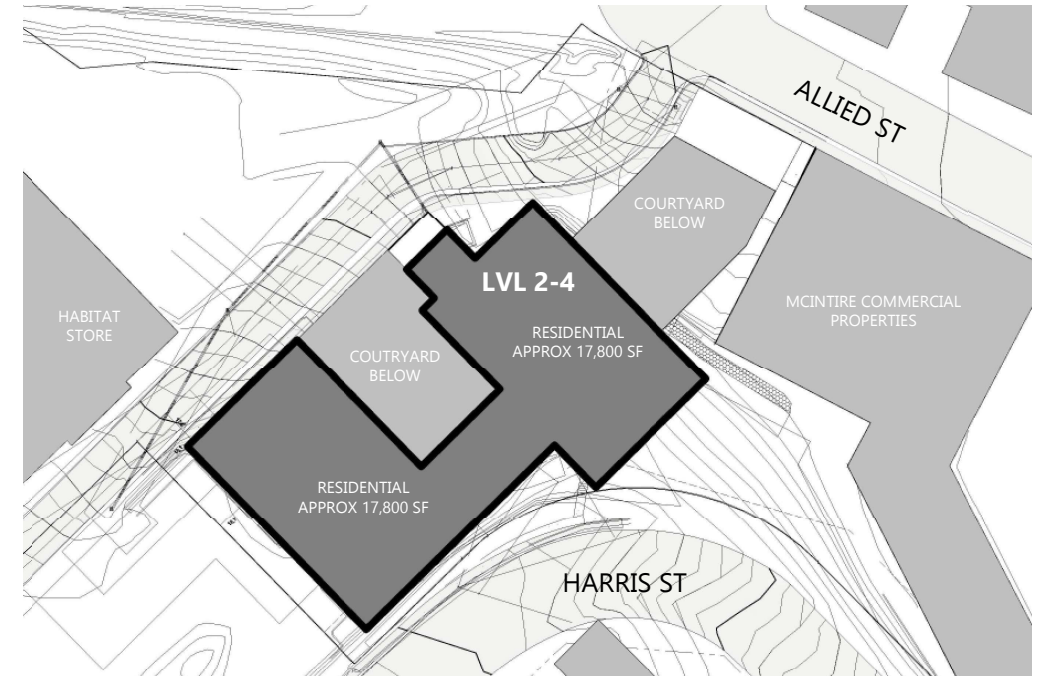 ALLIED ST
COURTYARD
BELOW
LVL 2-4
HABITAT
STORE
MCINTIRE COMMERCIAL
PROPERTIES
RESIDENTIAL
APPROX 17,800 SF
COUTRYARD
BELOW
RESIDENTIAL
APPROX 17,800 SF
HARRIS ST